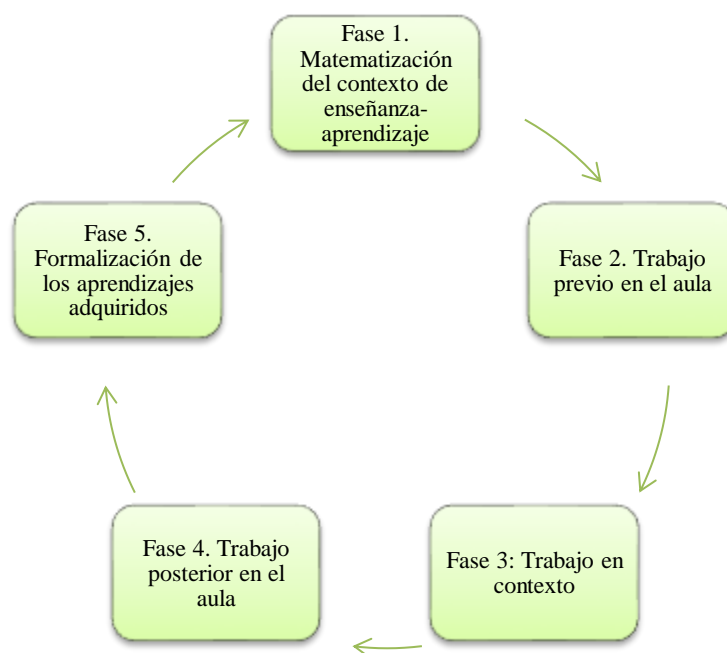 Fase 1.
Matematización
del contexto de
enseñanza-
aprendizaje
Fase 2. Trabajo
previo en el aula
Fase 3: Trabajo en
contexto
Fase 4. Trabajo
posterior en el
aula
Fase 5.
Formalización de
los aprendizajes
adquiridos